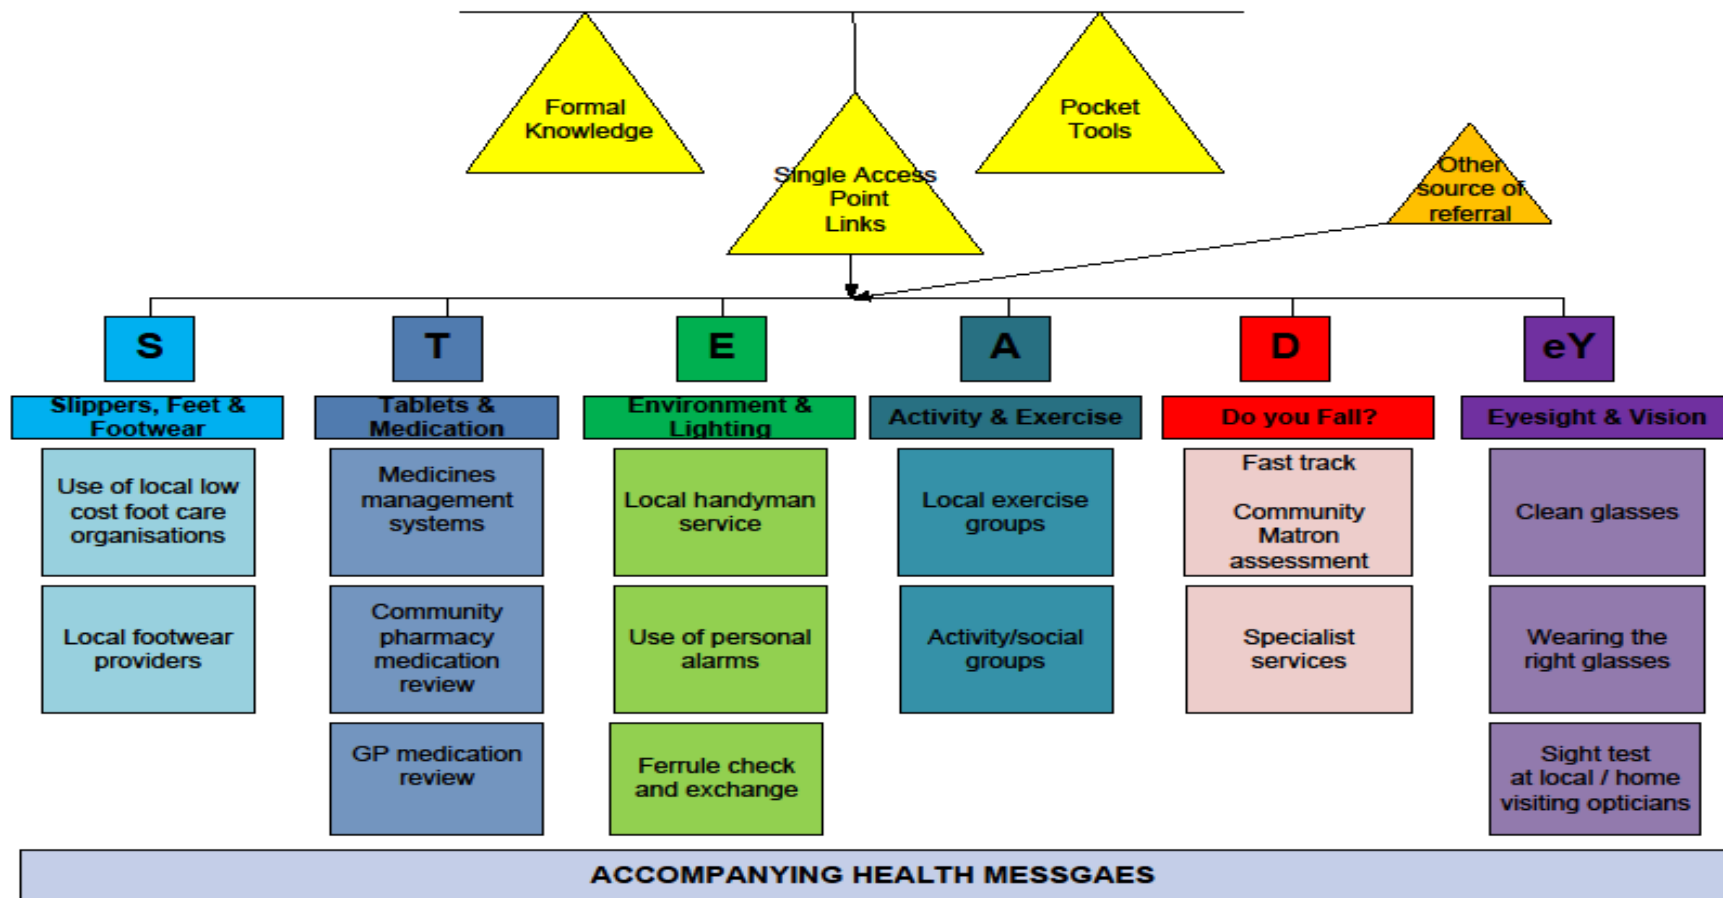 Formal
Knowledge
Single Access
Point
Links
Pocket
Tools
Other
source of
referral
S
T
E
A
D
eY
Slippers, Feet &
Footwear
Tablets &
Medication
Environment &
Lighting
Activity & Exercise
Do you Fall?
Eyesight & Vision
Use of local low
cost foot care
organisations
Local footwear
providers
Medicines
management
systems
Community
pharmacy
medication
review
GP medication
review
Local handyman
service
Use of personal
alarms
Ferrule check
and exchange
Local exercise
groups
Activity/social
groups
Fast track
Community
Matron
assessment
Specialist
services
Clean glasses
Wearing the
right glasses
Sight test
at local / home
visiting opticians
ACCOMPANYING HEALTH MESSGAES